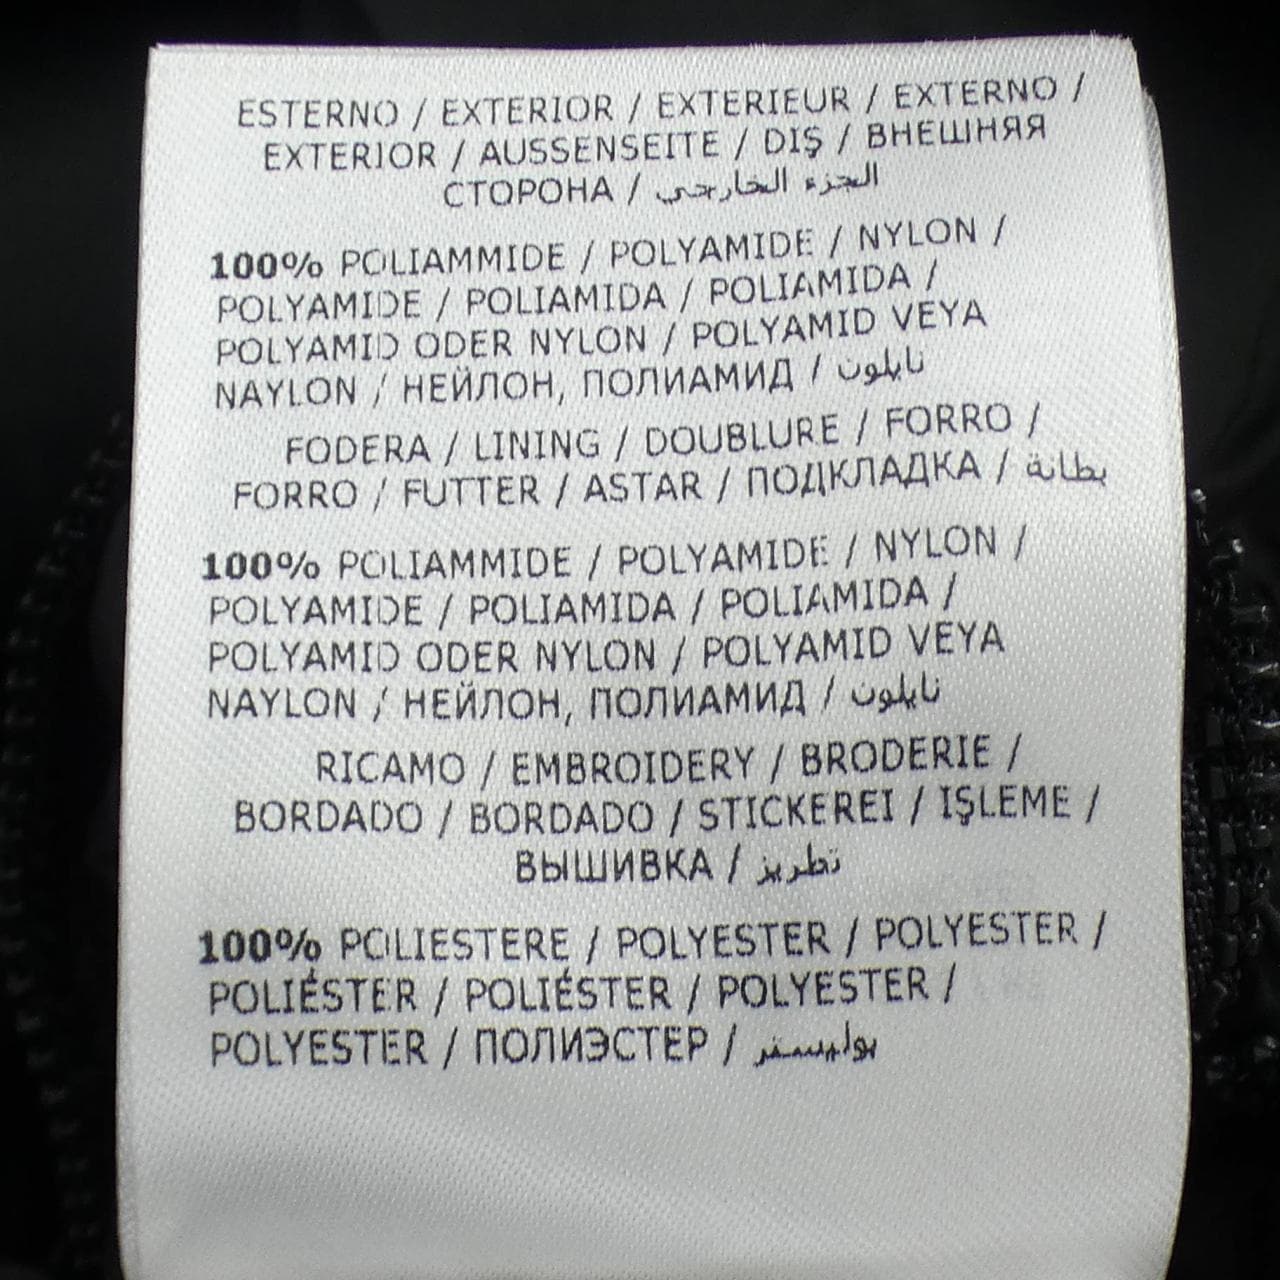 ESTERNO / EXTERIOR / EXTERIEUR / EXTERNO /
EXTERIOR / AUSSENSEITE / DIŞ / ВНЕШНЯЯ
СТОРОНА / الجزء الخارجي
100% POLIAMMIDE / POLYAMIDE / NYLON /
POLYAMIDE / POLIAMIDA / POLIAMIDA /
POLYAMID ODER NYLON / POLYAMID VEYA
NAYLON / НЕЙЛОН, ПОЛИАМИД / نايلون
FODERA / LINING / DOUBLURE / FORRO /
FORRO / FUTTER / ASTAR / ПОДКЛАДКА / بطانة
100% POLIAMMIDE / POLYAMIDE / NYLON /
POLYAMIDE / POLIAMIDA / POLIAMIDA /
POLYAMID ODER NYLON / POLYAMID VEYA
NAYLON / НЕЙЛОН, ПОЛИАМИД / نايلون
RICAMO / EMBROIDERY / BRODERIE /
BORDADO / BORDADO / STICKEREI / IŞLEME /
ВЫШИВКА / تطريز
100% POLIESTERE / POLYESTER / POLYESTER /
POLIÉSTER / POLIÉSTER / POLYESTER /
POLYESTER / ПОЛИЭСТЕР / بوليستر